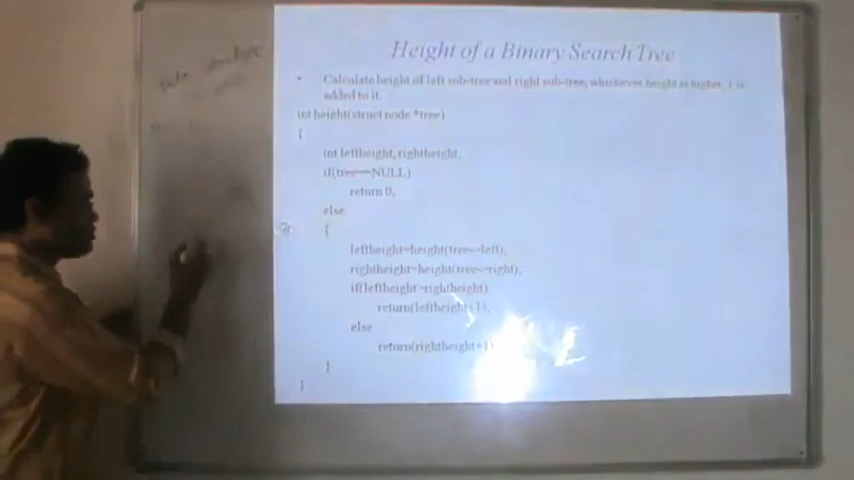 Height of a Binary Search Tree
• Calculate height of left sub-tree and right sub-tree, whichever height is higher, 1 is
added to it.
int height(struct node *tree)
{
int leftheight, rightheight;
if(tree==NULL)
return 0;
else
{
leftheight=height(tree->left);
rightheight=height(tree->right);
if(leftheight>rightheight)
return(leftheight+1);
else
return(rightheight+1)
}
}